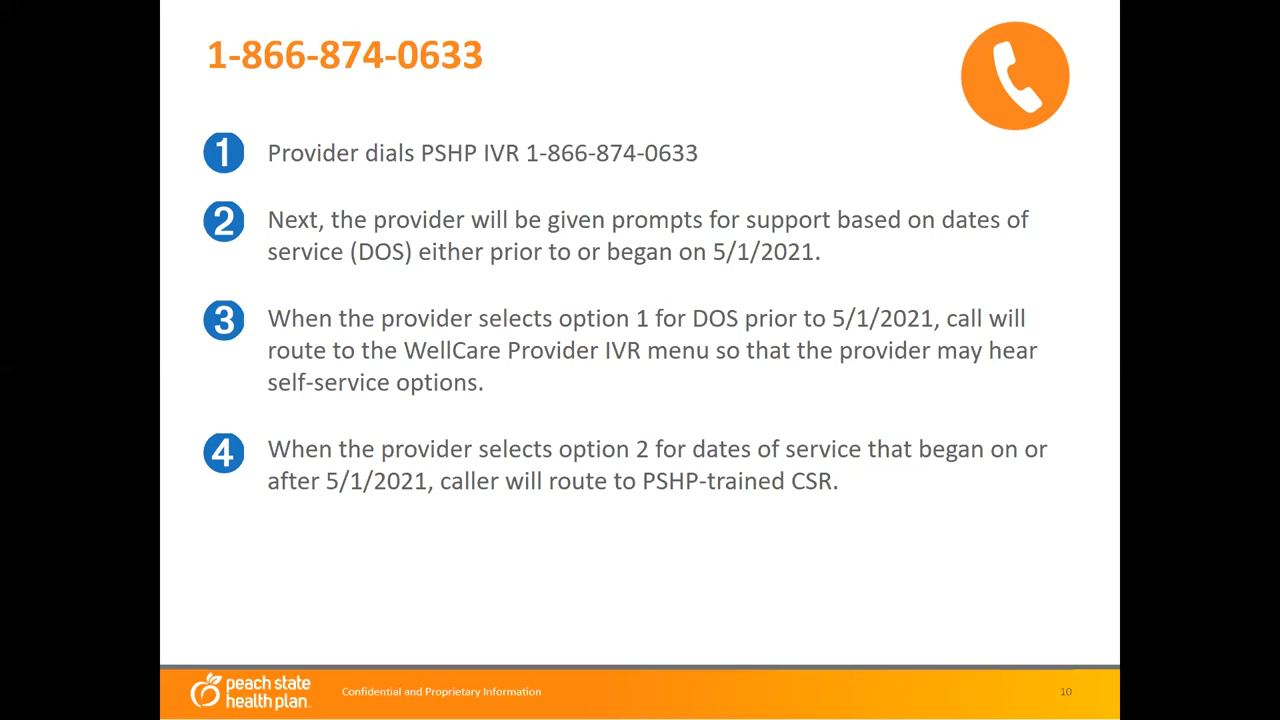 1-866-874-0633
1 Provider dials PSHP IVR 1-866-874-0633
2 Next, the provider will be given prompts for support based on dates of
service (DOS) either prior to or began on 5/1/2021.
3 When the provider selects option 1 for DOS prior to 5/1/2021, call will
route to the WellCare Provider IVR menu so that the provider may hear
self-service options.
4 When the provider selects option 2 for dates of service that began on or
after 5/1/2021, caller will route to PSHP-trained CSR.
peach state
health plan.
Confidential and Proprietary Information
10